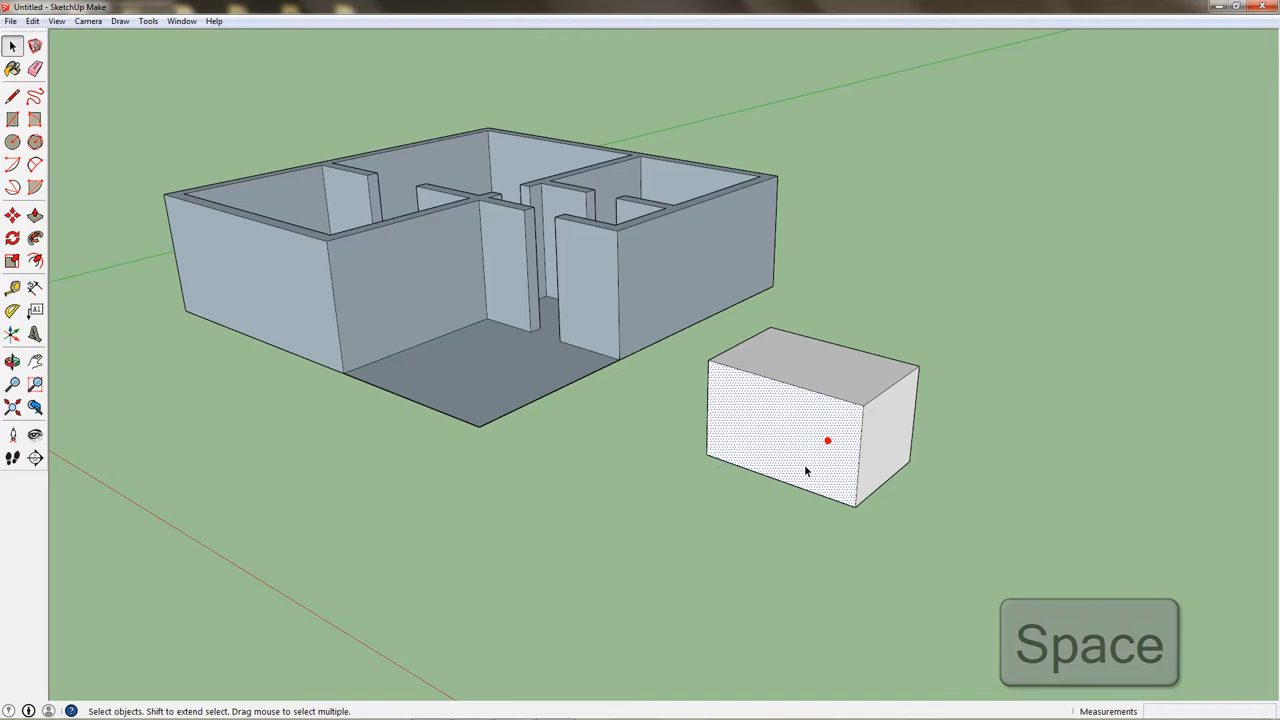 Untitled - SketchUp Make
File Edit View Camera Draw Tools Window Help
A1
Space
Select objects. Shift to extend select. Drag mouse to select multiple.
Measurements